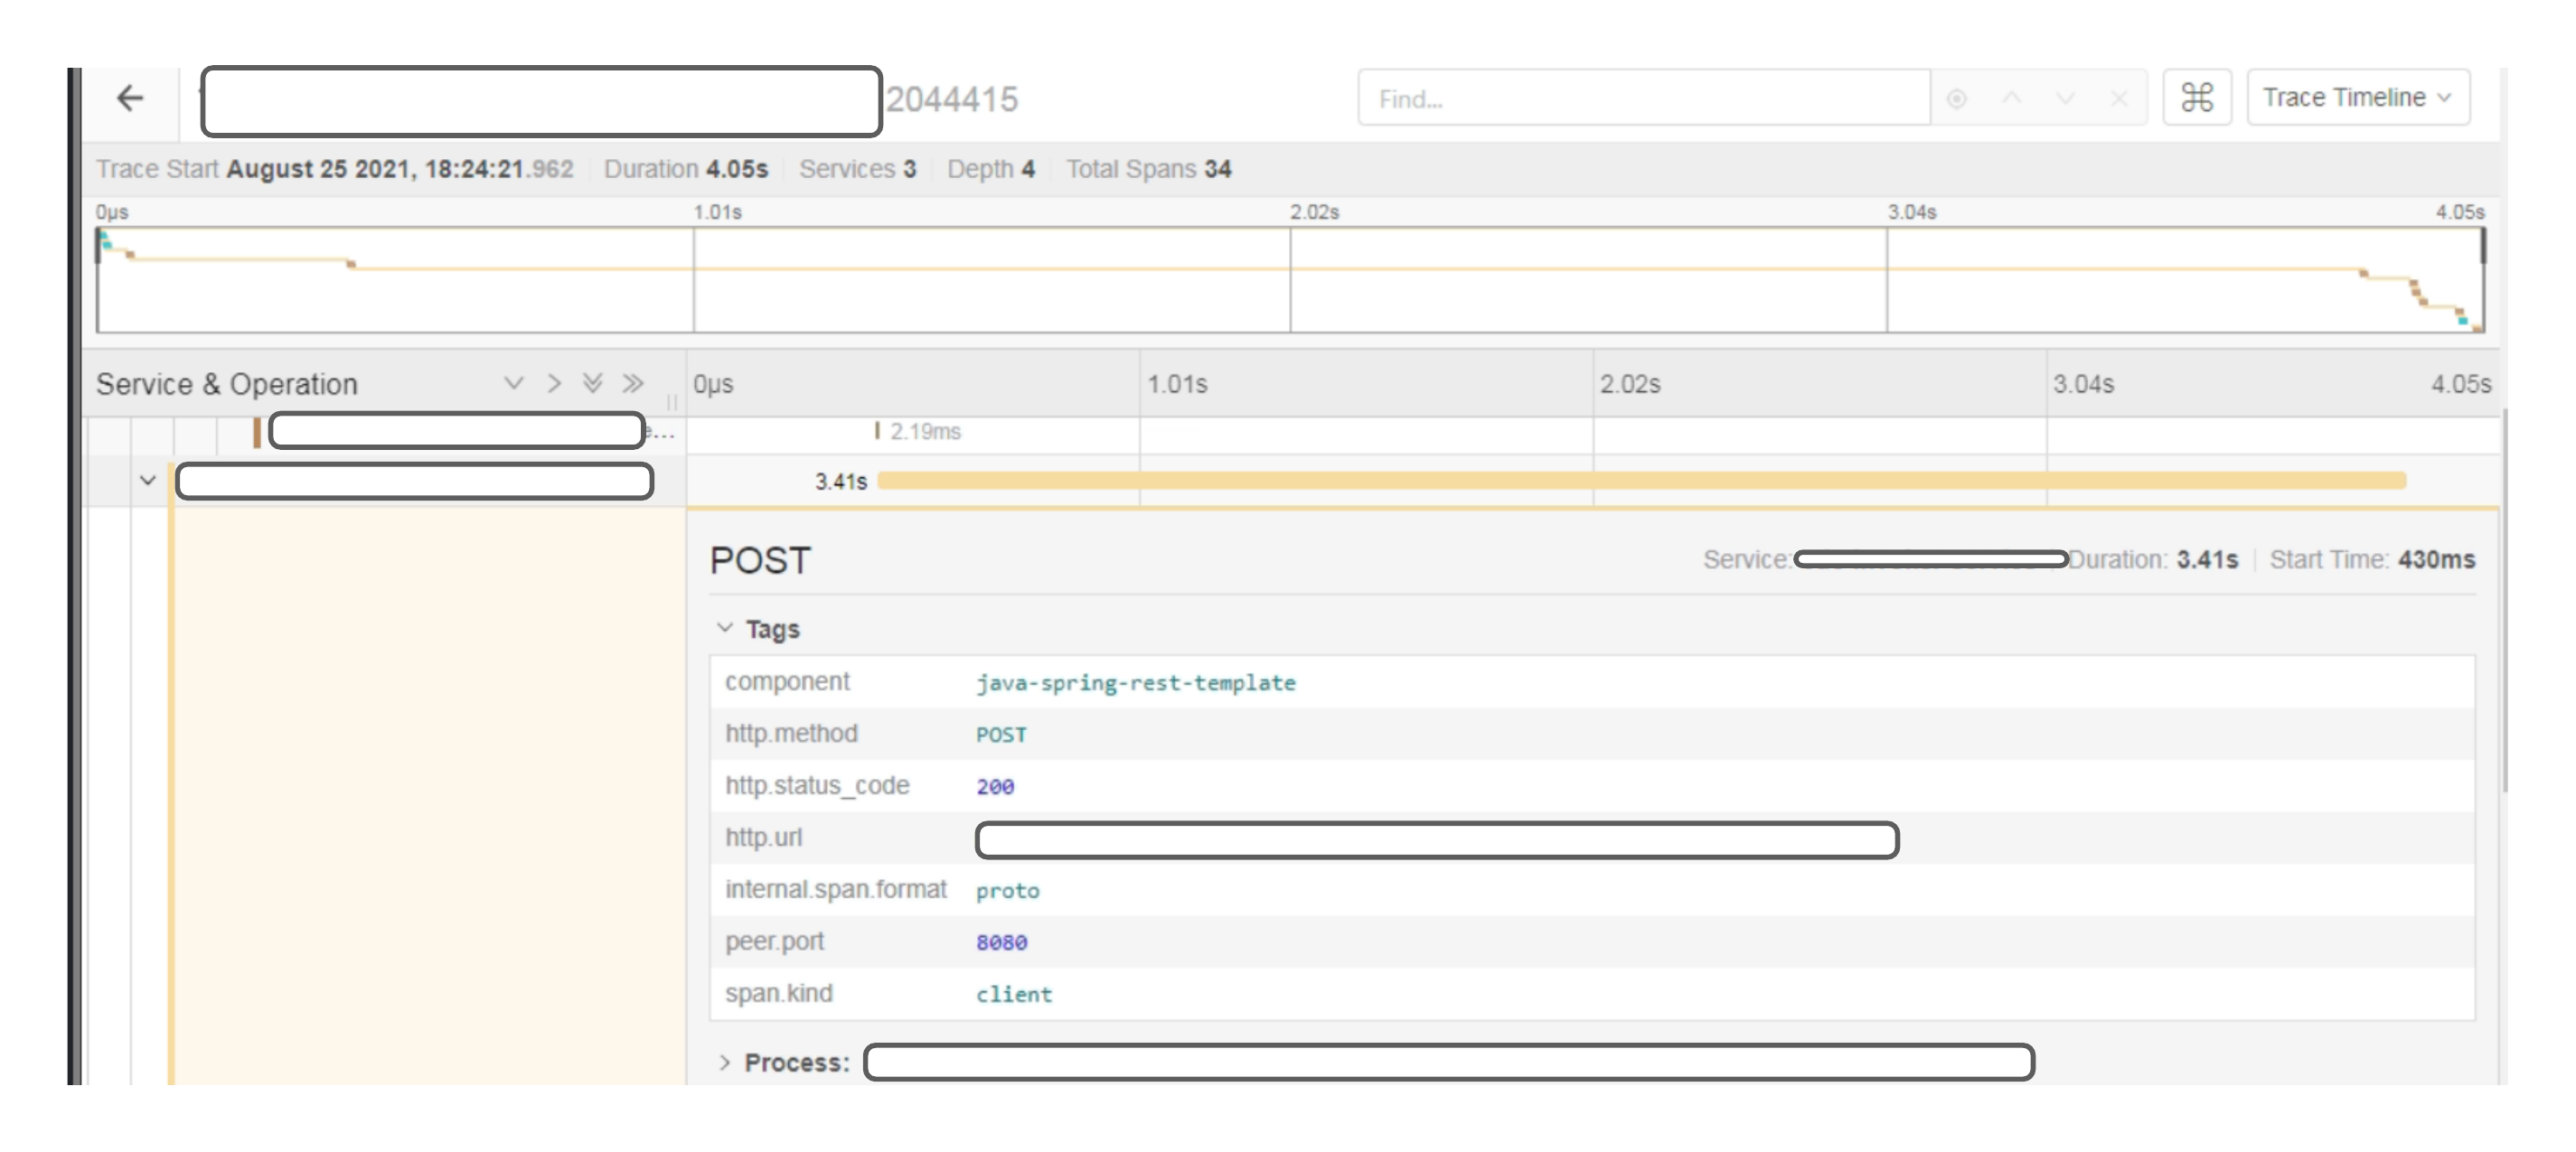 2044415 Find... ⌘ Trace Timeline
Trace Start August 25 2021, 18:24:21.962 Duration 4.05s Services 3 Depth 4 Total Spans 34
0μs 1.01s 2.02s 3.04s 4.05s
Service & Operation 0μs 1.01s 2.02s 3.04s 4.05s
e... 2.19ms
3.41s
POST Service: Duration: 3.41s Start Time: 430ms
Tags
component java-spring-rest-template
http.method POST
http.status_code 200
http.url
internal.span.format proto
peer.port 8080
span.kind client
Process: